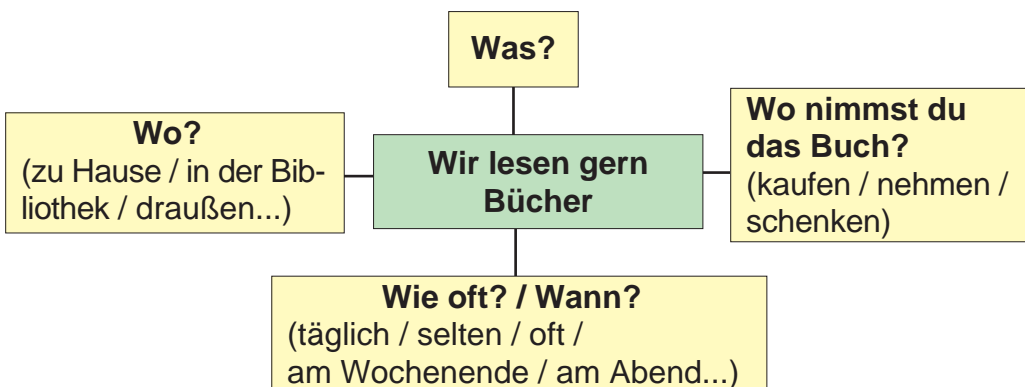 Was?
Wo?
(zu Hause / in der Bib-
liothek / draußen...)
Wir lesen gern
Bücher
Wo nimmst du
das Buch?
(kaufen / nehmen /
schenken)
Wie oft? / Wann?
(täglich / selten / oft /
am Wochenende / am Abend...)